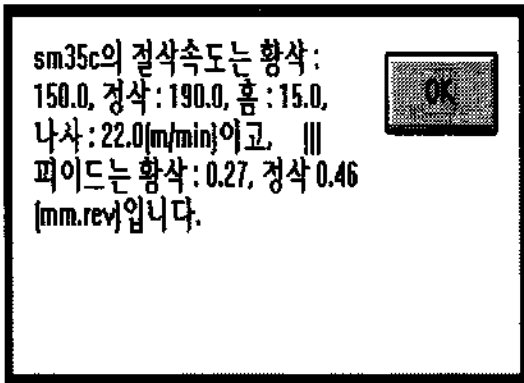 sm35c의 절삭속도는 황삭 :
150.0, 정삭 : 190.0, 홈 : 15.0,
나사 : 22.0(m/min)이고, |||
피이드는 황삭 : 0.27, 정삭 0.46
(mm.rev)입니다.
OK